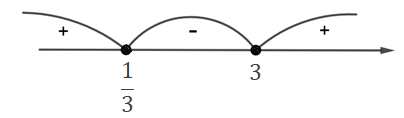 + - +
1/3 3